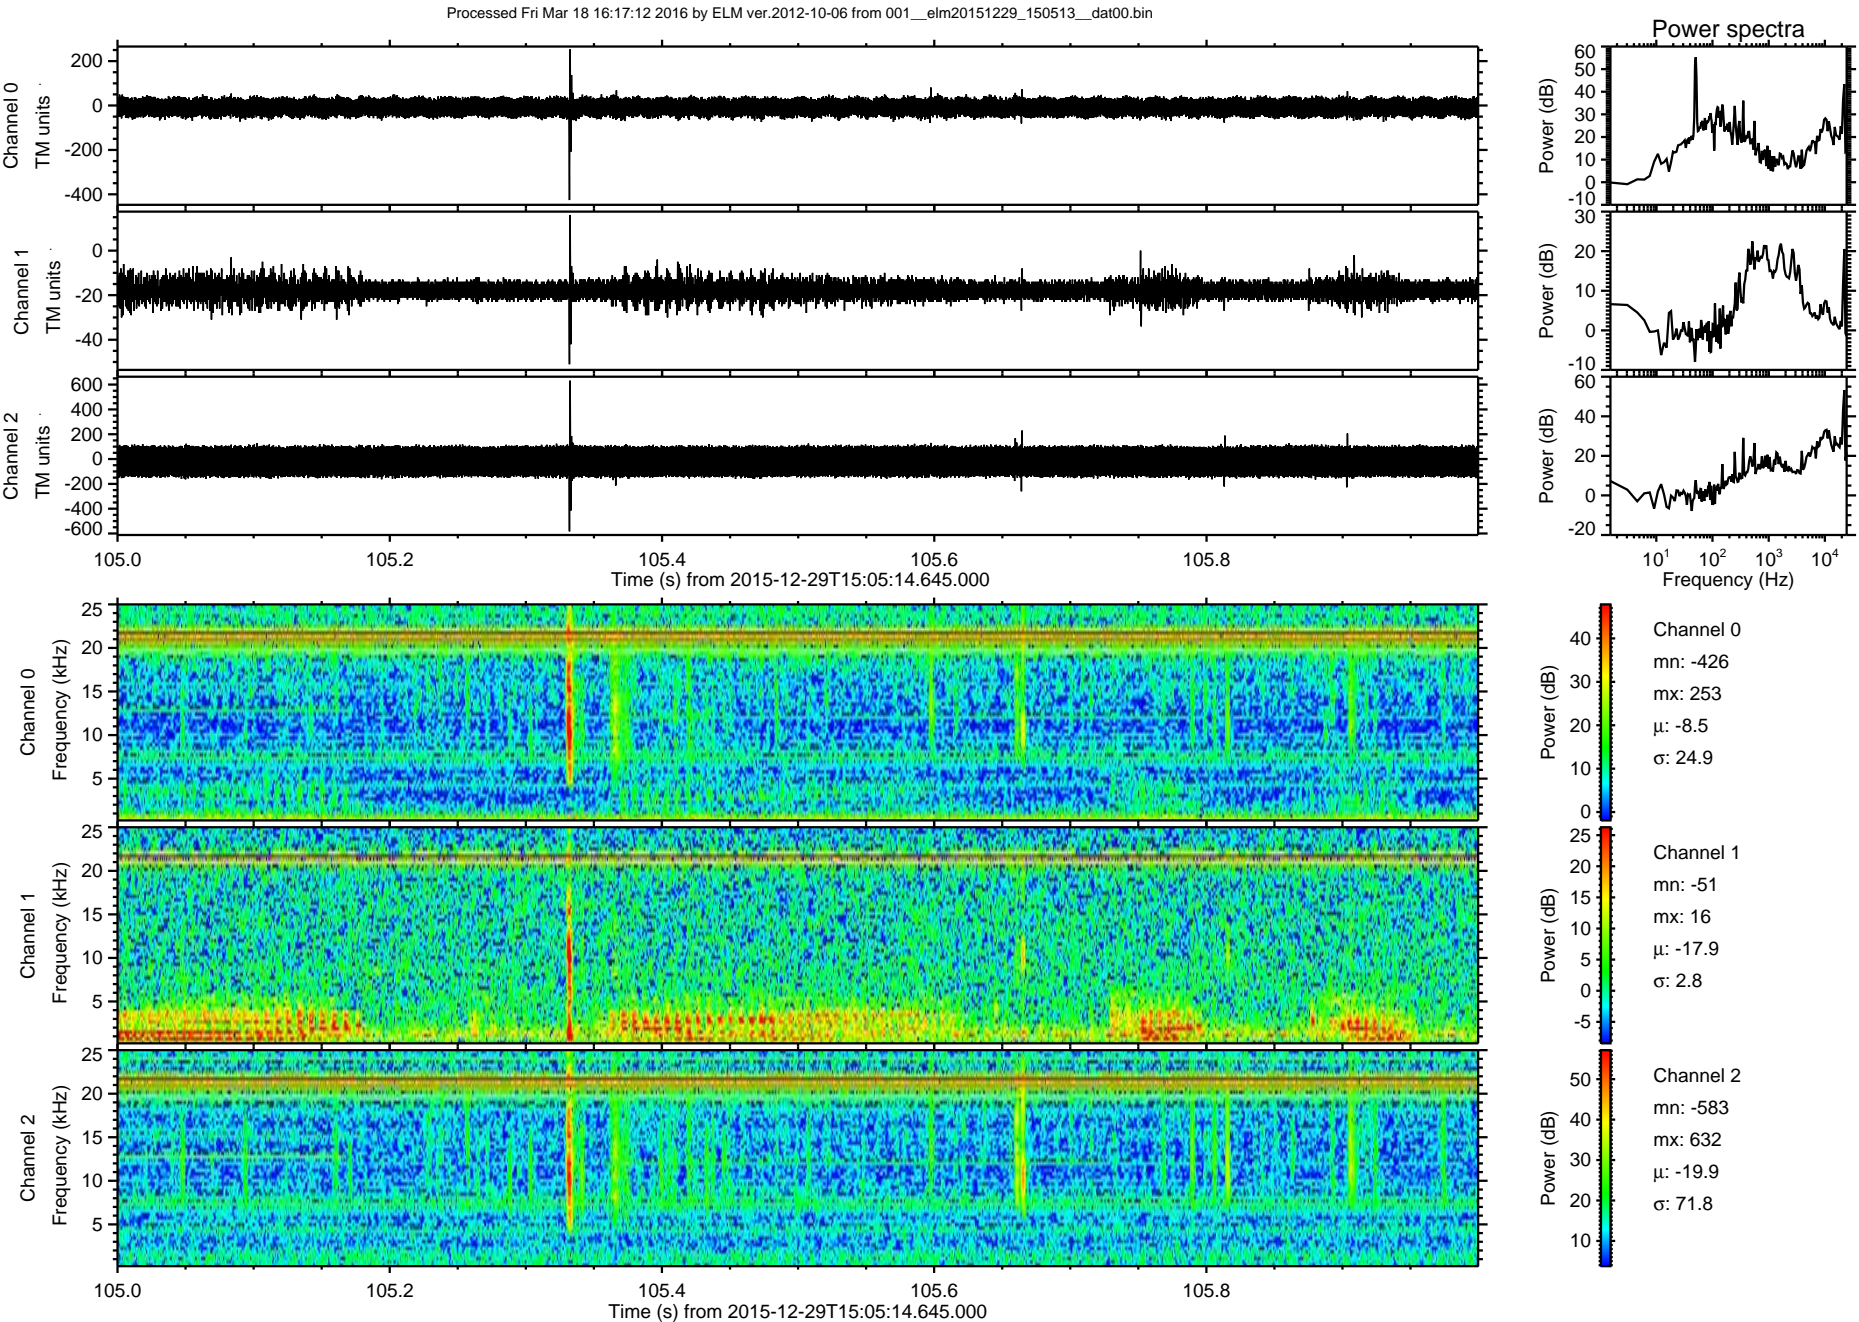 Processed Fri Mar 18 16:17:12 2016 by ELM ver.2012-10-06 from 001__elm20151229_150513__dat00.bin
Power spectra
Channel 0
TM units
200
0
-200
-400
Power (dB)
60
50
40
30
20
10
0
-10
Channel 1
TM units
0
-20
-40
Power (dB)
30
20
10
0
-10
Channel 2
TM units
600
400
200
0
-200
-400
-600
Power (dB)
60
40
20
0
-20
105.0 105.2 105.4 105.6 105.8
Time (s) from 2015-12-29T15:05:14.645.000
10¹ 10² 10³ 10⁴
Frequency (Hz)
Channel 0
Frequency (kHz)
25
20
15
10
5
Power (dB)
40
30
20
10
0
Channel 0
mn: -426
mx: 253
μ: -8.5
σ: 24.9
Channel 1
Frequency (kHz)
25
20
15
10
5
Power (dB)
25
20
15
10
5
0
-5
Channel 1
mn: -51
mx: 16
μ: -17.9
σ: 2.8
Channel 2
Frequency (kHz)
25
20
15
10
5
Power (dB)
50
40
30
20
10
Channel 2
mn: -583
mx: 632
μ: -19.9
σ: 71.8
105.0 105.2 105.4 105.6 105.8
Time (s) from 2015-12-29T15:05:14.645.000